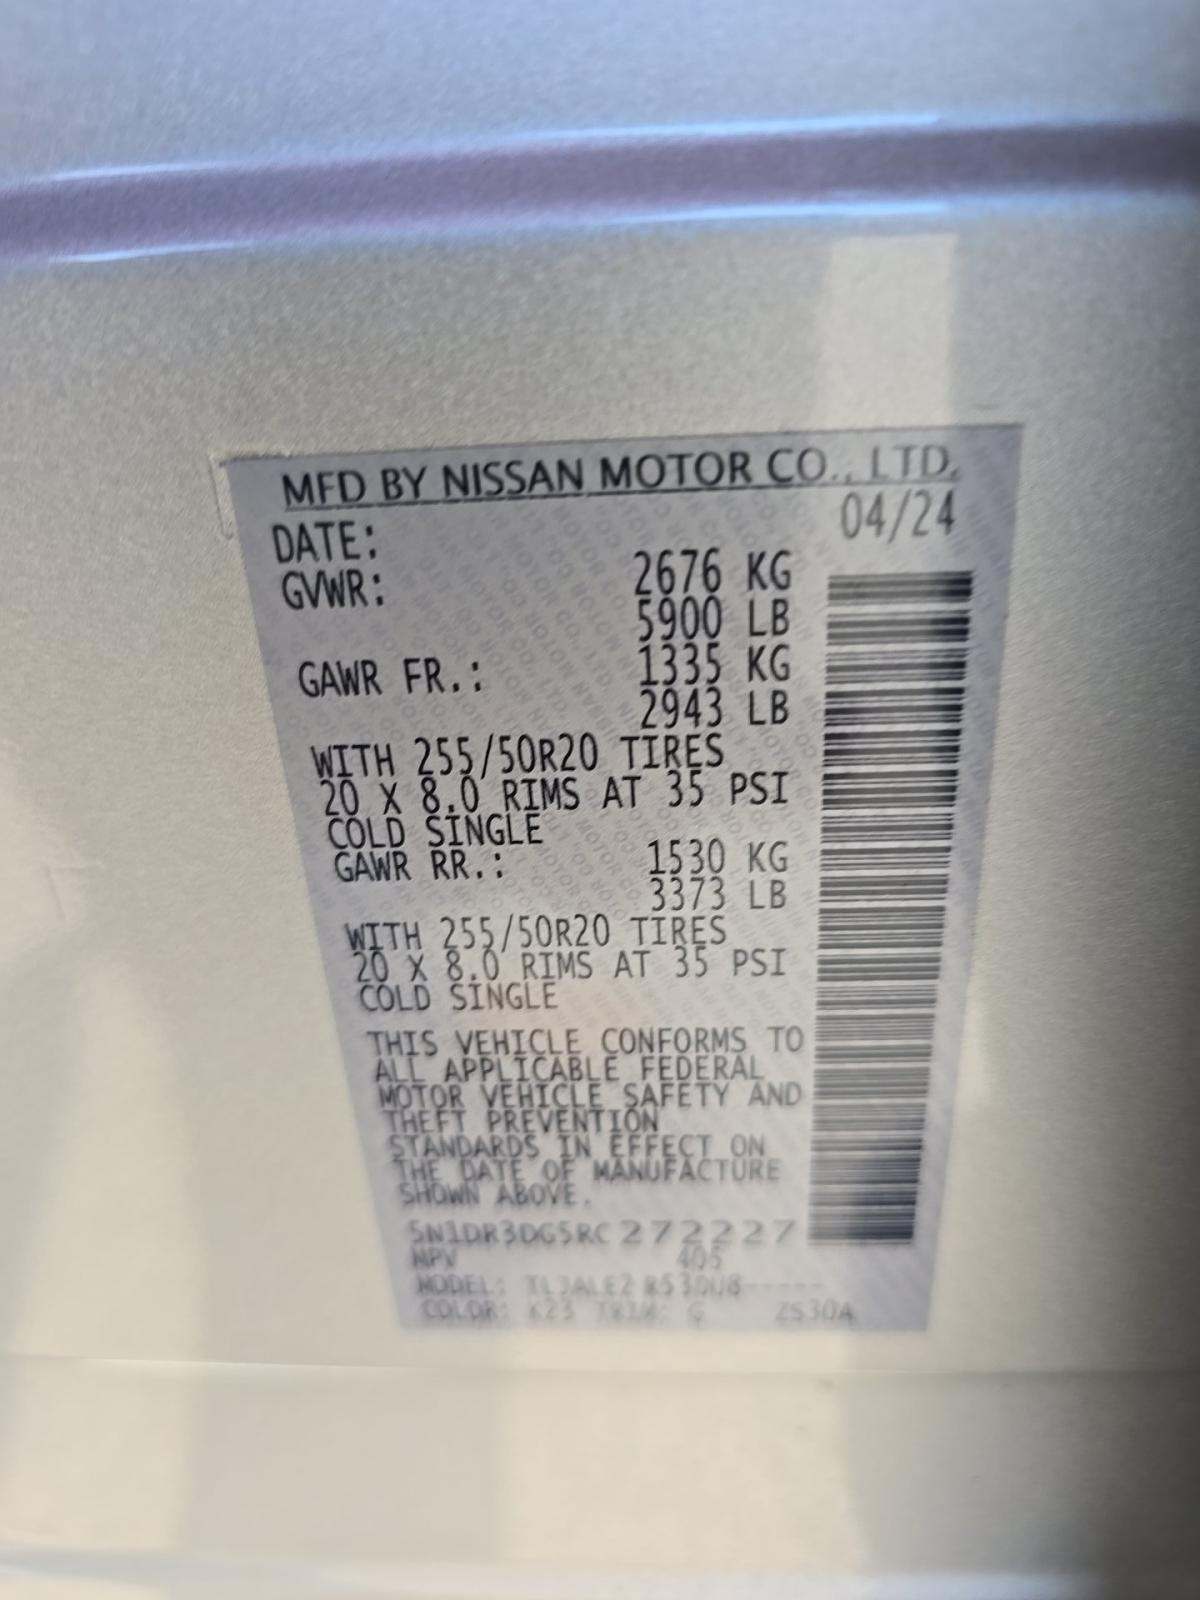 MFD BY NISSAN MOTOR CO., LTD.
DATE: 04/24
GVWR: 2676 KG
5900 LB
GAWR FR.: 1335 KG
2943 LB
WITH 255/50R20 TIRES
20 X 8.0 RIMS AT 35 PSI
COLD SINGLE
GAWR RR.: 1530 KG
3373 LB
WITH 255/50R20 TIRES
20 X 8.0 RIMS AT 35 PSI
COLD SINGLE
THIS VEHICLE CONFORMS TO
ALL APPLICABLE FEDERAL
MOTOR VEHICLE SAFETY AND
THEFT PREVENTION
STANDARDS IN EFFECT ON
THE DATE OF MANUFACTURE
SHOWN ABOVE.
5N1DR3DG5RC272227
MPV 405
MODEL:
COLOR: K23 TRIM: G